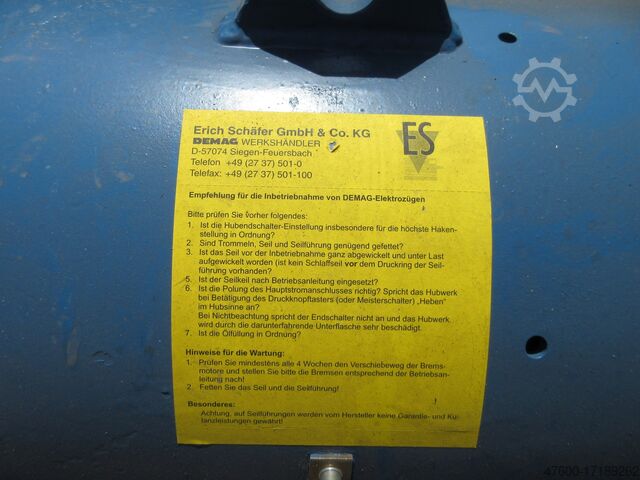 Erich Schäfer GmbH & Co. KG
DEMAG WERKSHÄNDLER
D-57074 Siegen-Feuersbach
Telefon +49 (27 37) 501-0
Telefax: +49 (27 37) 501-100
ES
Empfehlung für die Inbetriebnahme von DEMAG-Elektrozügen
Bitte prüfen Sie vorher folgendes:
1. Ist die Hubendschalter-Einstellung insbesondere für die höchste Haken-
stellung in Ordnung?
2. Sind Trommeln, Seil und Seilführung genügend gefettet?
3. Ist das Seil vor der Inbetriebnahme ganz abgewickelt und unter Last
aufgewickelt worden (ist kein Schlaffseil vor dem Druckring der Seil-
führung vorhanden?
5. Ist der Seilkeil nach Betriebsanleitung eingesetzt?
6. Ist die Polung des Hauptstromanschlusses richtig? Spricht das Hubwerk
bei Betätigung des Druckknopftasters (oder Meisterschalter) „Heben"
im Hubsinne an?
Bei Nichtbeachtung spricht der Endschalter nicht an und das Hubwerk
wird durch die darunterfahrende Unterflasche sehr beschädigt.
7. Ist die Ölfüllung in Ordnung?
Hinweise für die Wartung:
1. Prüfen Sie mindestens alle 4 Wochen den Verschiebeweg der Brems-
motore und stellen Sie bitte die Bremsen entsprechend der Betriebsan-
leitung nach!
2. Fetten Sie das Seil und die Seilführung!
Besonderes:
Achtung, auf Seilführungen werden vom Hersteller keine Garantie- und Ku-
lanzleistungen gewährt!
47600-17189262